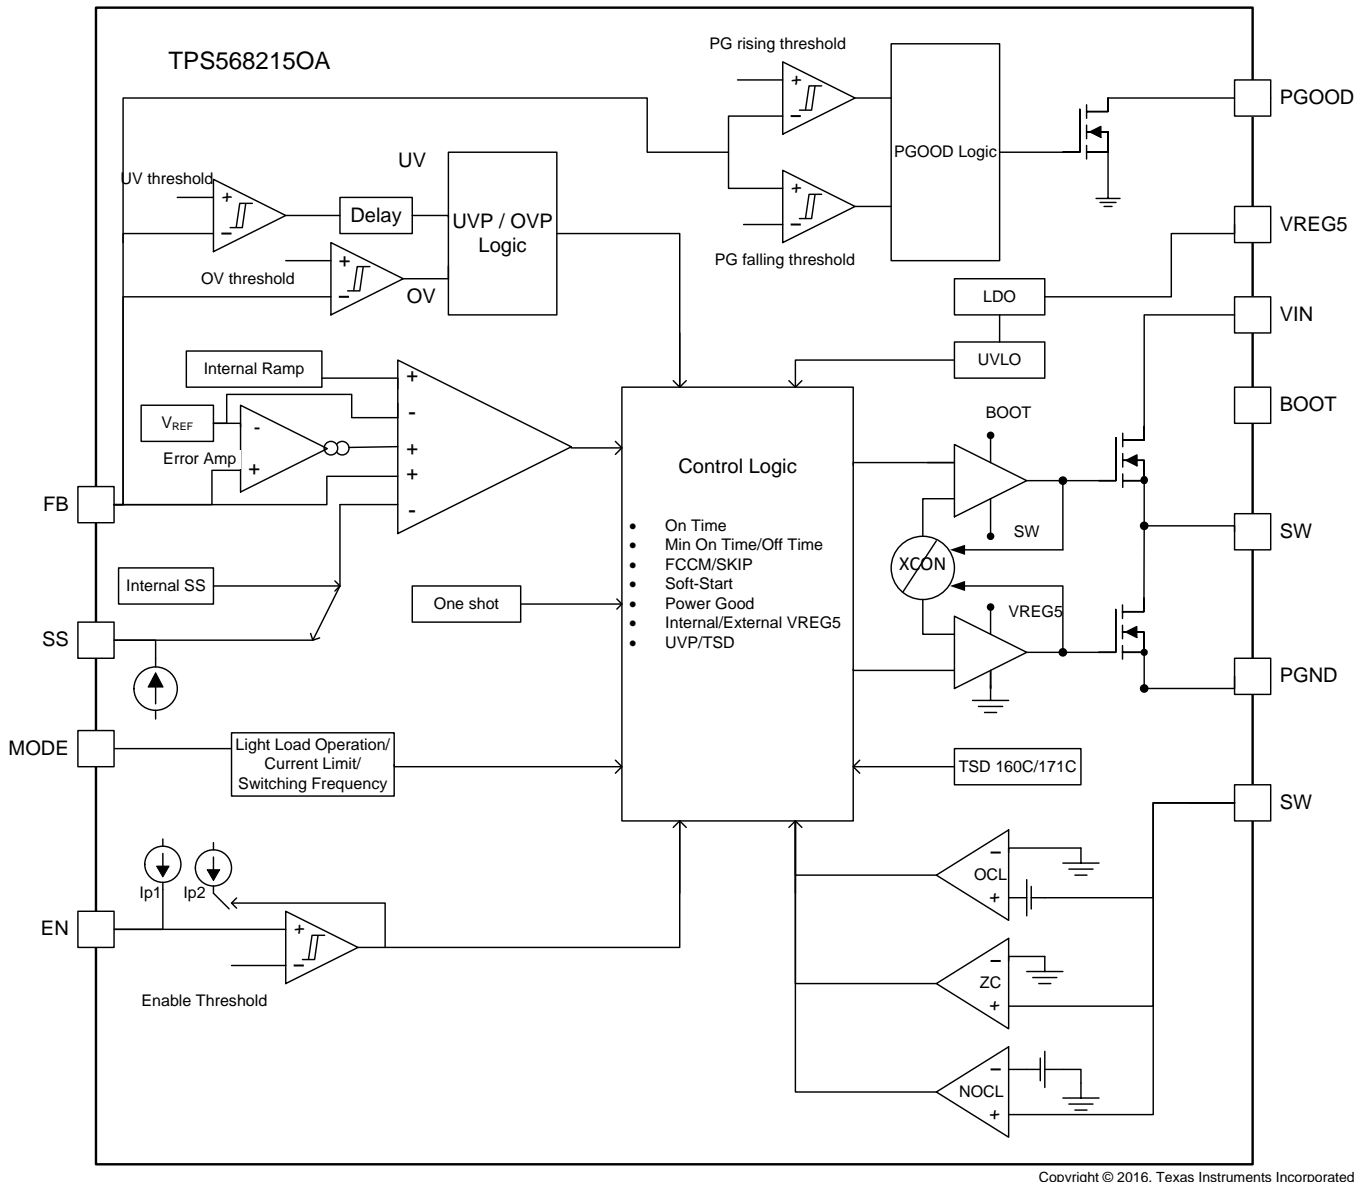 TPS568215OA
PG rising threshold
+
−
PGOOD Logic
PGOOD
+
−
PG falling threshold
UV threshold
+
−
Delay
UV
UVP / OVP
Logic
OV threshold
+
−
OV
VREG5
LDO
UVLO
VIN
BOOT
Internal Ramp
VREF
Error Amp
-
+
+
-
+
+
-
FB
Internal SS
SS
One shot
Control Logic
• On Time
• Min On Time/Off Time
• FCCM/SKIP
• Soft-Start
• Power Good
• Internal/External VREG5
• UVP/TSD
BOOT
SW
XCON
VREG5
SW
PGND
MODE
Light Load Operation/
Current Limit/
Switching Frequency
TSD 160C/171C
SW
Ip1
Ip2
EN
+
−
Enable Threshold
OCL
−
+
ZC
−
+
NOCL
−
+
Copyright © 2016, Texas Instruments Incorporated